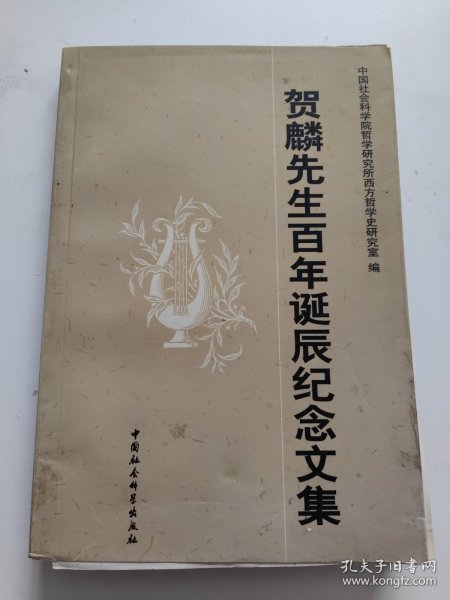 中国社会科学院哲学研究所西方哲学史研究室 编
贺麟先生百年诞辰纪念文集
中国社会科学出版社
孔夫子旧书网
www.kongfz.com